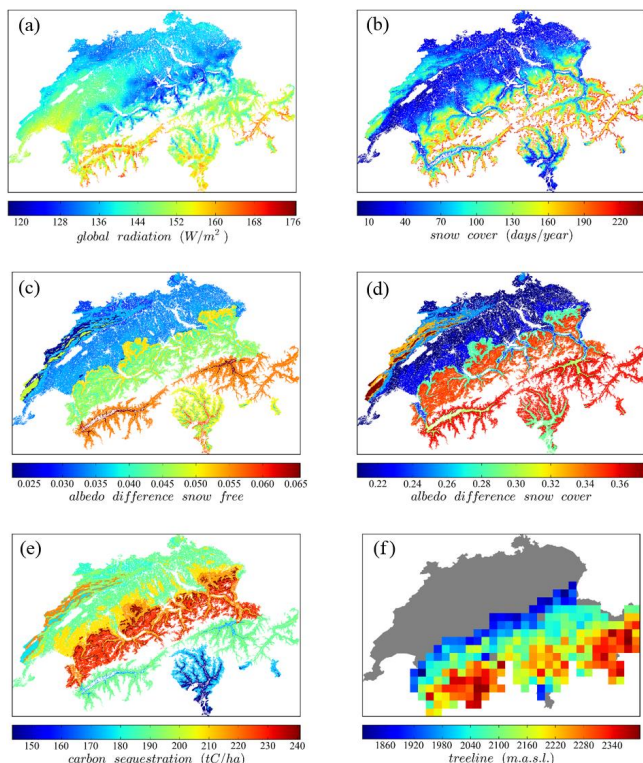 (a)
(b)
120 128 136 144 152 160 168 176
global radiation (W/m²)
10 40 70 100 130 160 190 220
snow cover (days/year)
(c)
(d)
0.025 0.030 0.035 0.040 0.045 0.050 0.055 0.060 0.065
albedo difference snow free
0.22 0.24 0.26 0.28 0.30 0.32 0.34 0.36
albedo difference snow cover
(e)
(f)
150 160 170 180 190 200 210 220 230 240
carbon sequestration (tC/ha)
1860 1920 1980 2040 2100 2160 2220 2280 2340
treeline (m.a.s.l.)